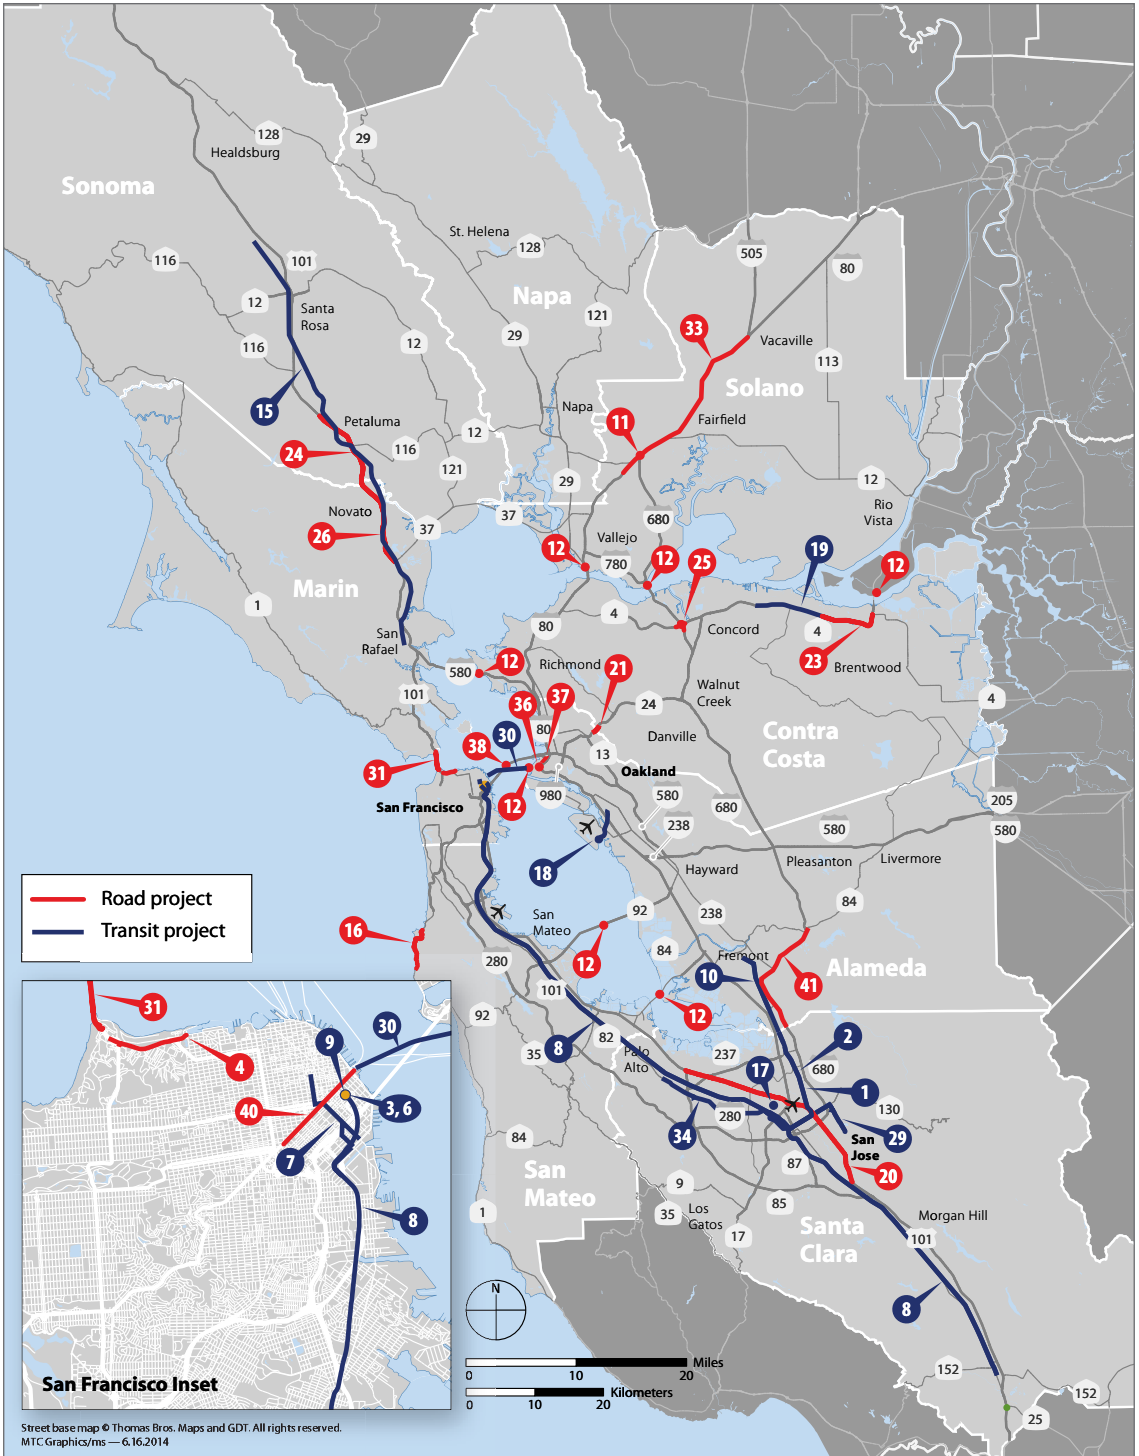 128
29
Healdsburg
Sonoma
St. Helena
128
116
101
505
80
Napa
12
Santa
Rosa
121
33
116
12
29
Vacaville
113
Solano
15
Petaluma
Napa
11
Fairfield
12
24
116
121
29
12
Novato
37
37
680
Rio
Vista
26
Vallejo
12
780
12
25
19
12
Marin
1
4
80
Concord
4
San
Rafael
23
Brentwood
580
12
Richmond
21
101
Walnut
Creek
4
36
37
24
30
80
Danville
Contra
Costa
38
13
31
Oakland
980
580
680
205
San Francisco
12
238
580
580
18
Hayward
Pleasanton
Livermore
Road project
Transit project
San
Mateo
92
238
84
16
84
Fremont
280
12
10
Alameda
41
101
31
30
92
12
9
82
2
4
8
35
Palo
Alto
237
17
680
1
40
3, 6
280
130
34
29
84
San
Jose
7
87
20
San
Mateo
9
85
8
1
35
Los
Gatos
17
Santa
Clara
Morgan Hill
101
N
8
Miles
0
10
20
152
San Francisco Inset
Kilometers
0
10
20
152
25
Street base map © Thomas Bros. Maps and GDT. All rights reserved.
MTC Graphics/ms — 6.16.2014